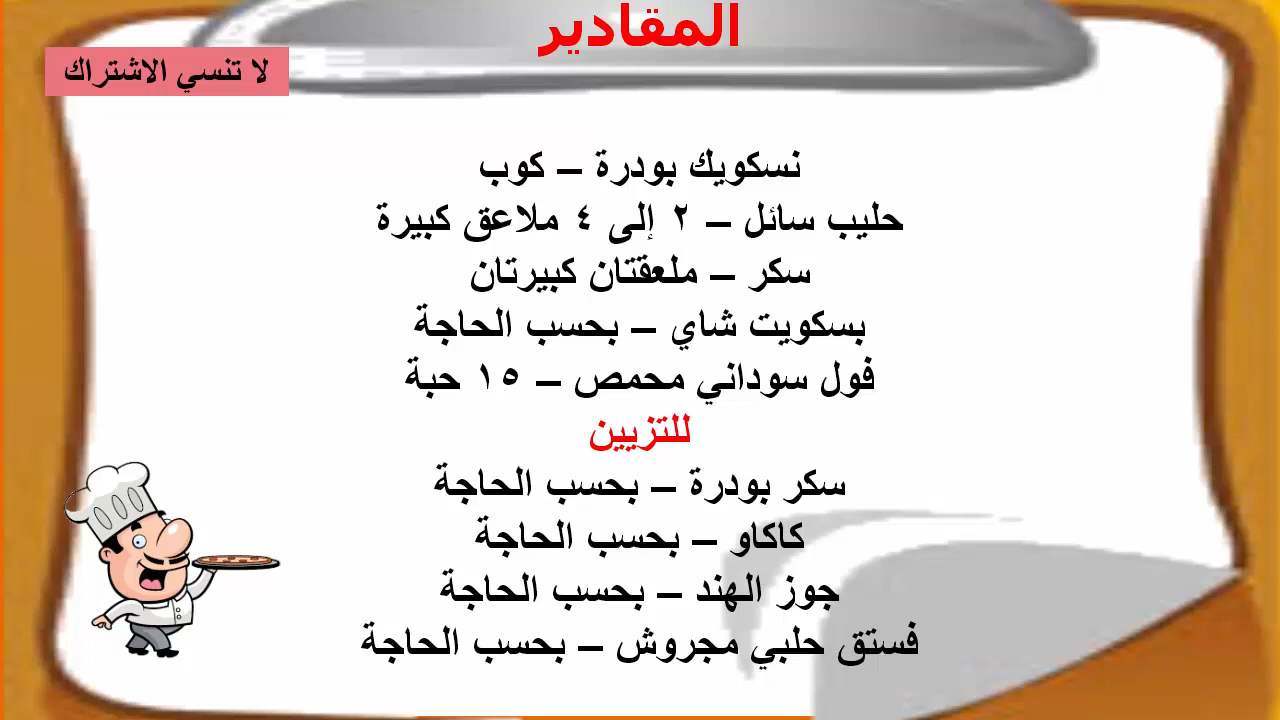 المقادير
لا تنسي الاشتراك
نسكويك بودرة – كوب
حليب سائل – ٢ إلى ٤ ملاعق كبيرة
سكر – ملعقتان كبيرتان
بسكويت شاي – بحسب الحاجة
فول سوداني محمص – ١٥ حبة
للتزيين
سكر بودرة – بحسب الحاجة
كاكاو – بحسب الحاجة
جوز الهند – بحسب الحاجة
فستق حلبي مجروش – بحسب الحاجة